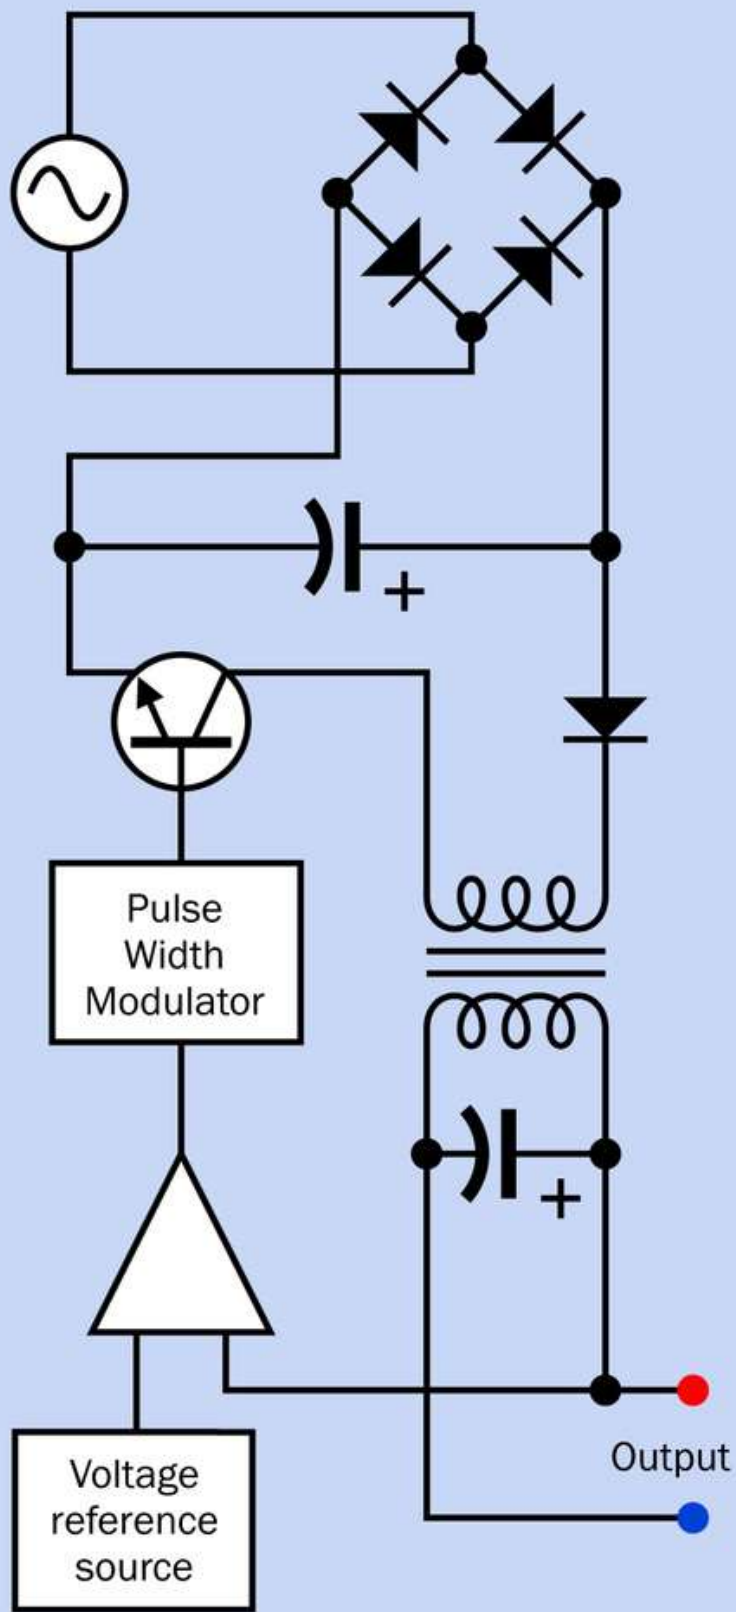 +
Pulse
Width
Modulator
+
Output
Voltage
reference
source